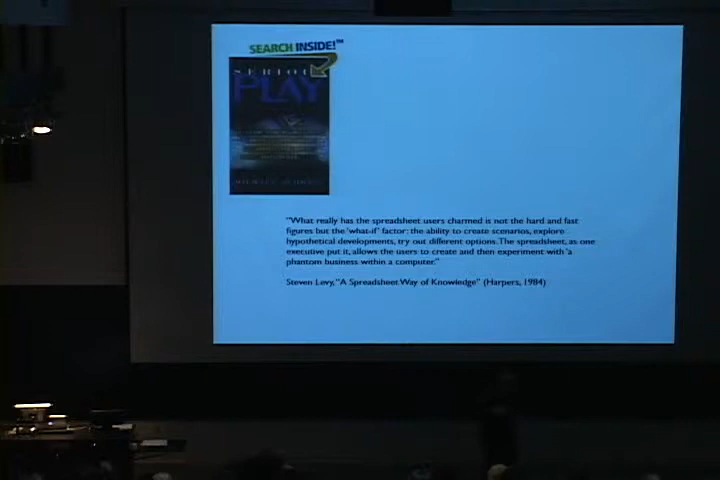 SEARCH INSIDE!™
SERIOUS
PLAY
"What really has the spreadsheet users charmed is not the hard and fast
figures but the 'what-if' factor: the ability to create scenarios, explore
hypothetical developments, try out different options. The spreadsheet, as one
executive put it, allows the users to create and then experiment with 'a
phantom business within a computer.'"
Steven Levy, "A Spreadsheet Way of Knowledge" (Harpers, 1984)